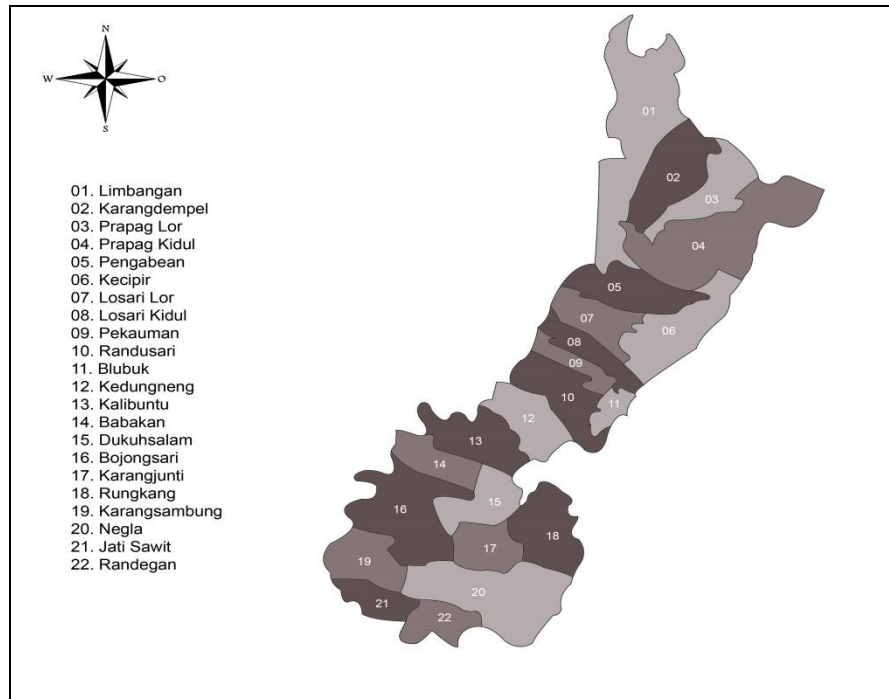 N
W O
S
01. Limbangan
02. Karangdempel
03. Prapag Lor
04. Prapag Kidul
05. Pengabean
06. Kecipir
07. Losari Lor
08. Losari Kidul
09. Pekauman
10. Randusari
11. Blubuk
12. Kedungneng
13. Kalibuntu
14. Babakan
15. Dukuhsalam
16. Bojongsari
17. Karangjunti
18. Rungkang
19. Karangsambung
20. Negla
21. Jati Sawit
22. Randegan
01
02
03
04
05
06
07
08
09
10
11
12
13
14
15
16
17
18
19
20
21
22